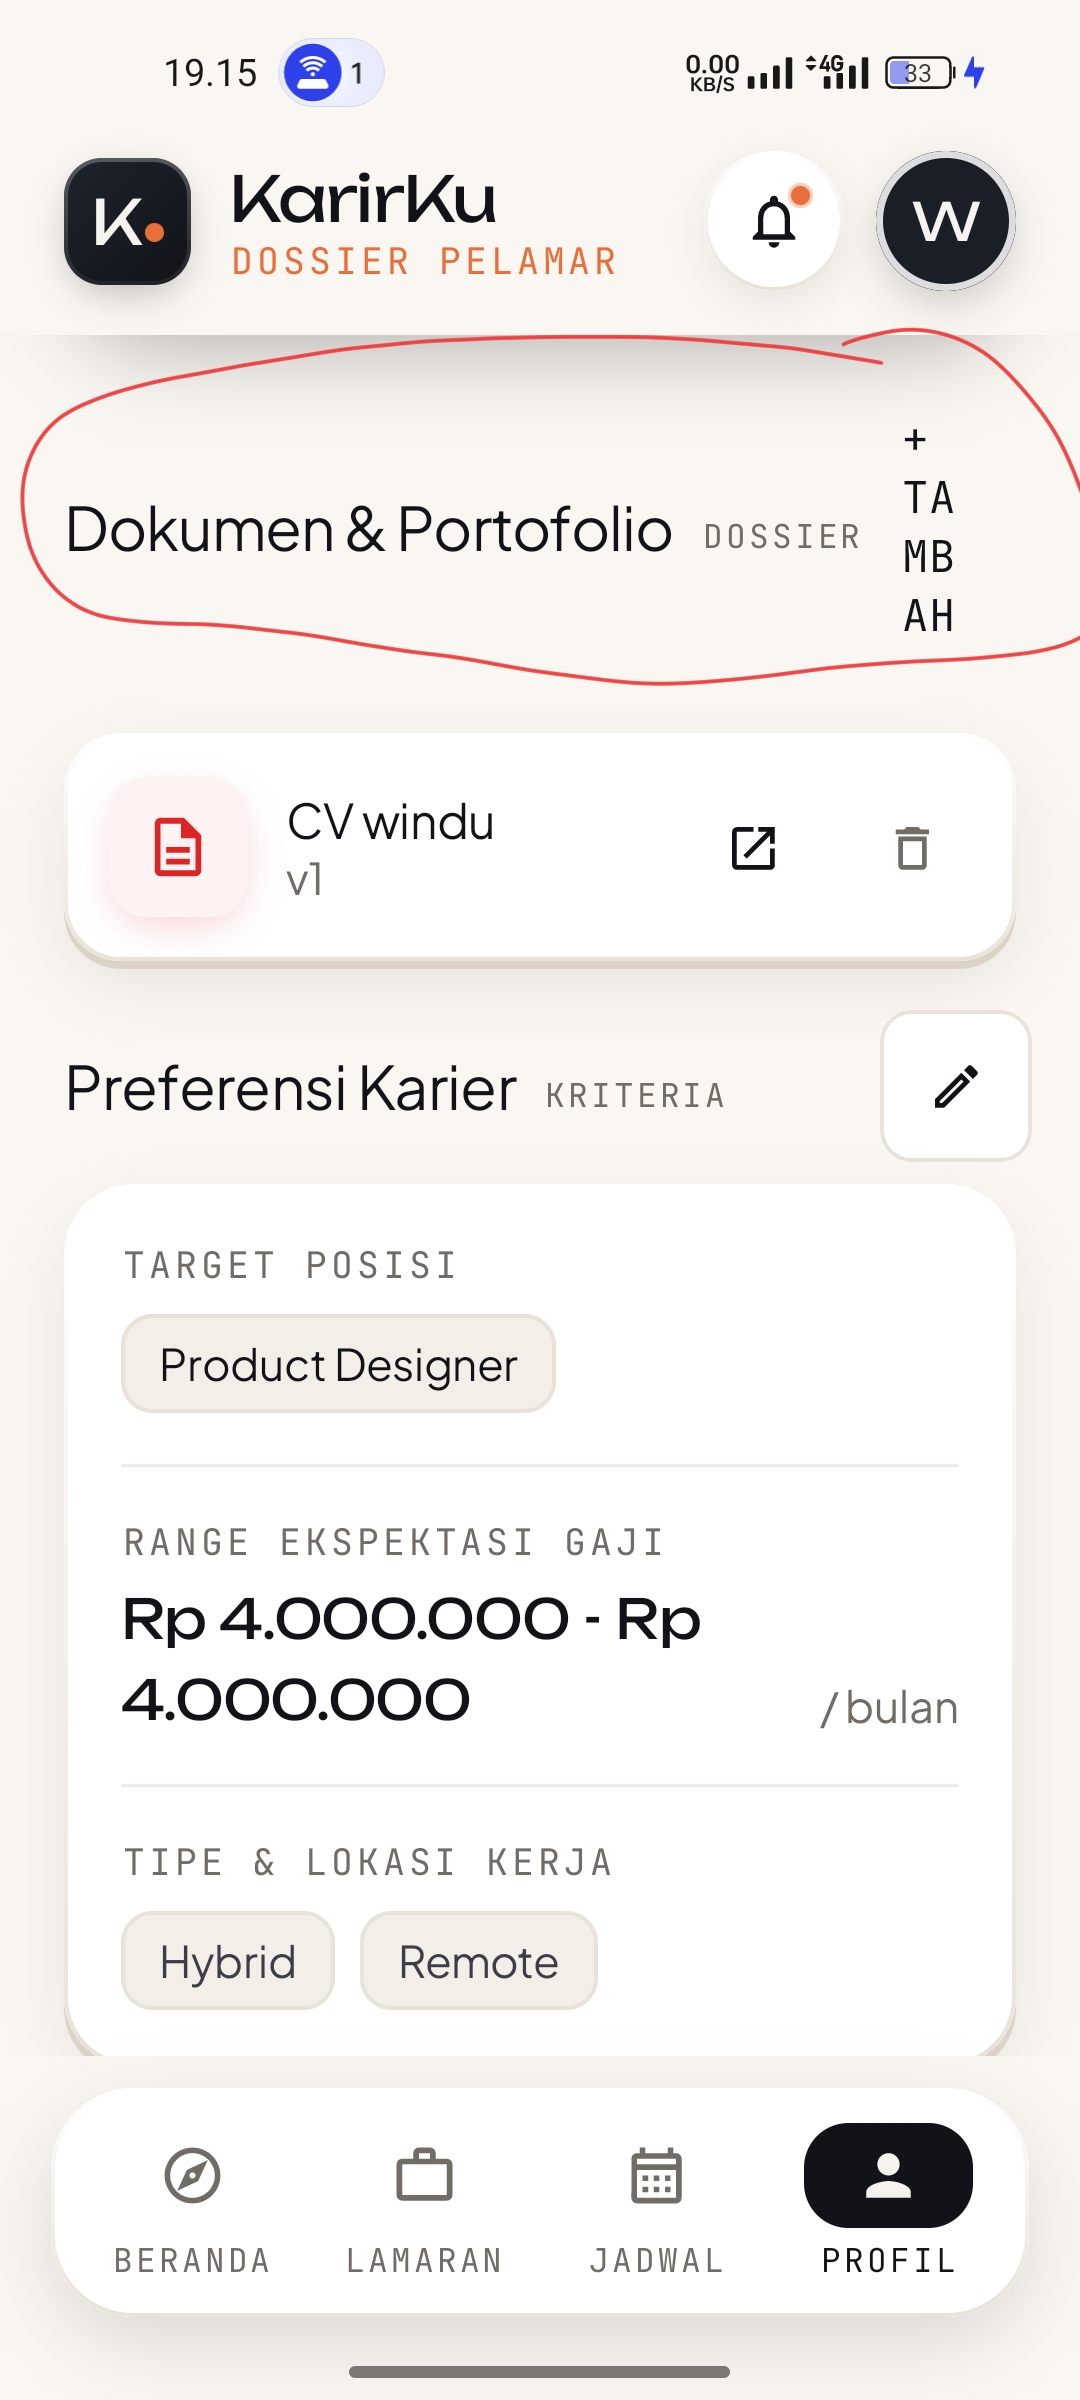 19.15
1
0.00
KB/S
4G
33
K.
KarirKu
DOSSIER PELAMAR
W
Dokumen & Portofolio DOSSIER
+
TA
MB
AH
CV windu
v1
Preferensi Karier KRITERIA
TARGET POSISI
Product Designer
RANGE EKSPEKTASI GAJI
Rp 4.000.000 - Rp
4.000.000 / bulan
TIPE & LOKASI KERJA
Hybrid Remote
BERANDA LAMARAN JADWAL PROFIL